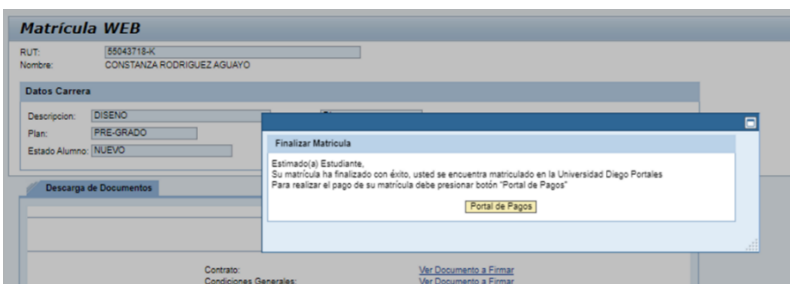 Matrícula WEB
RUT: 55043718-K
Nombre: CONSTANZA RODRIGUEZ AGUAYO
Datos Carrera
Descripcion: DISENO
Plan: PRE-GRADO
Estado Alumno: NUEVO
Finalizar Matricula
Estimado(a) Estudiante,
Su matrícula ha finalizado con éxito, usted se encuentra matriculado en la Universidad Diego Portales
Para realizar el pago de su matrícula debe presionar botón "Portal de Pagos"
Portal de Pagos
Descarga de Documentos
Contrato: Ver Documento a Firmar
Condiciones Generales: Ver Documento a Firmar